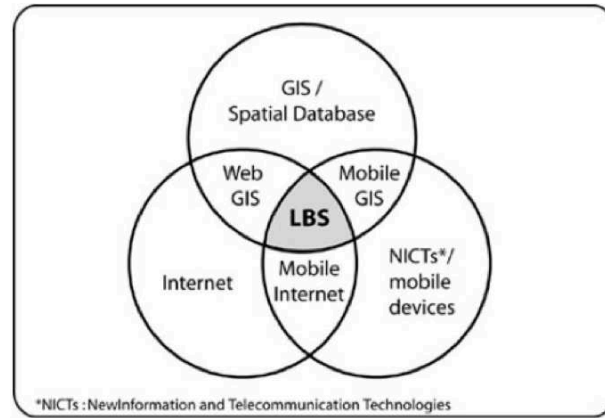 GIS /
Spatial Database
Web
GIS
Mobile
GIS
LBS
Internet
Mobile
Internet
NICTs*/
mobile
devices
*NICTs : NewInformation and Telecommunication Technologies